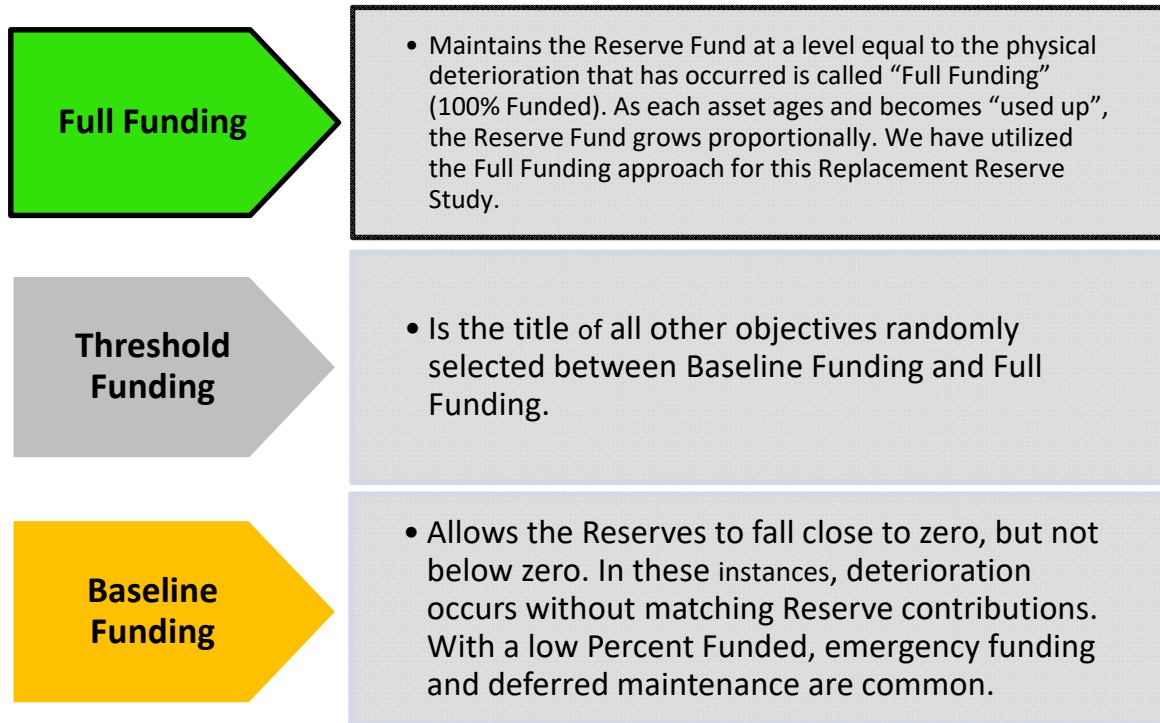 Full Funding
• Maintains the Reserve Fund at a level equal to the physical
deterioration that has occurred is called “Full Funding”
(100% Funded). As each asset ages and becomes “used up”,
the Reserve Fund grows proportionally. We have utilized
the Full Funding approach for this Replacement Reserve
Study.
Threshold
Funding
• Is the title of all other objectives randomly
selected between Baseline Funding and Full
Funding.
Baseline
Funding
• Allows the Reserves to fall close to zero, but not
below zero. In these instances, deterioration
occurs without matching Reserve contributions.
With a low Percent Funded, emergency funding
and deferred maintenance are common.